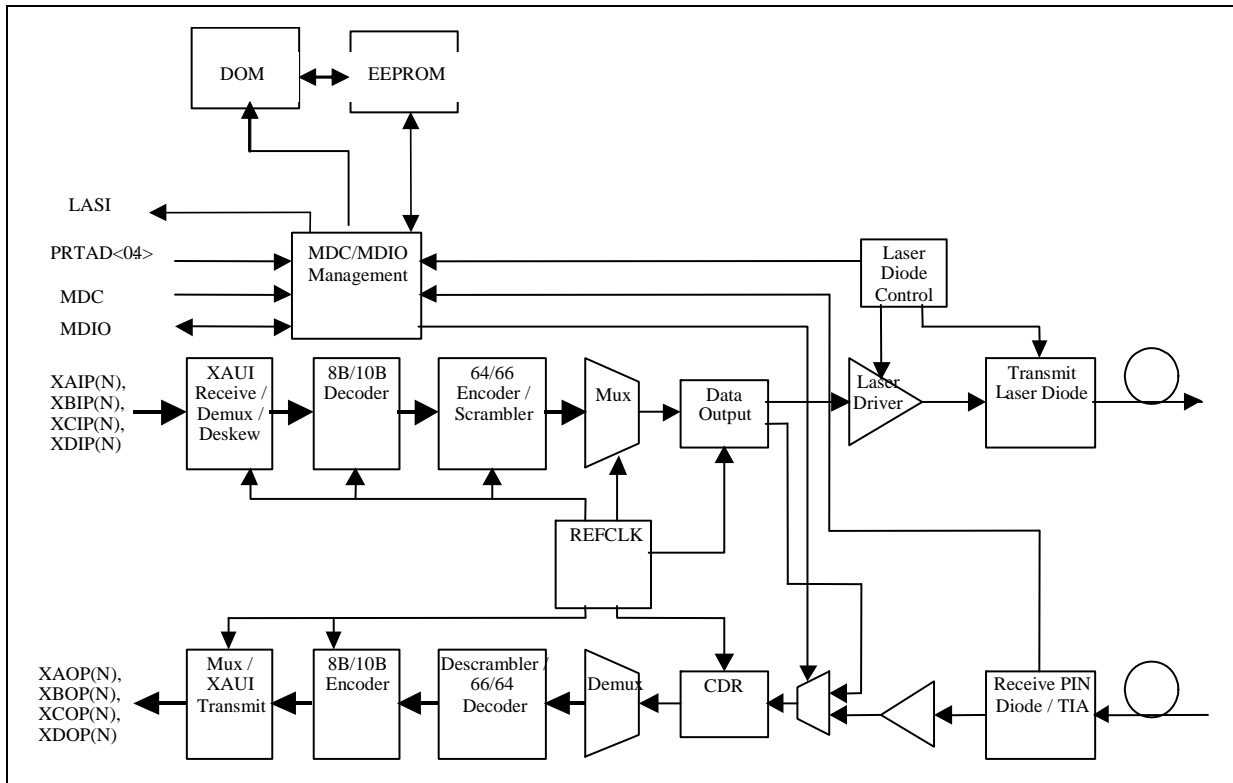 DOM
EEPROM
LASI
PRTAD<04>
MDC
MDIO
MDC/MDIO
Management
Laser
Diode
Control
XAIP(N),
XBIP(N),
XCIP(N),
XDIP(N)
XAUI
Receive /
Demux /
Deskew
8B/10B
Decoder
64/66
Encoder /
Scrambler
Mux
Data
Output
Laser
Driver
Transmit
Laser Diode
REFCLK
XAOP(N),
XBOP(N),
XCOP(N),
XDOP(N)
Mux /
XAUI
Transmit
8B/10B
Encoder
Descrambler /
66/64
Decoder
Demux
CDR
Receive PIN
Diode / TIA